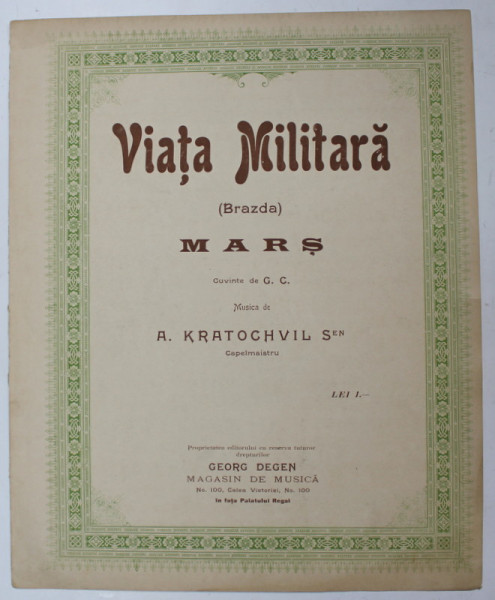 Viața Militară
(Brazda)
MARȘ
Cuvinte de G. C.
Musica de
A. KRATOCHVIL SEN
Capelmaistru
LEI 1.—
Proprietatea editorului cu reserva tuturor
drepturilor
GEORG DEGEN
MAGASIN DE MUSICĂ
No. 100, Calea Victoriei, No. 100
în fața Palatului Regal